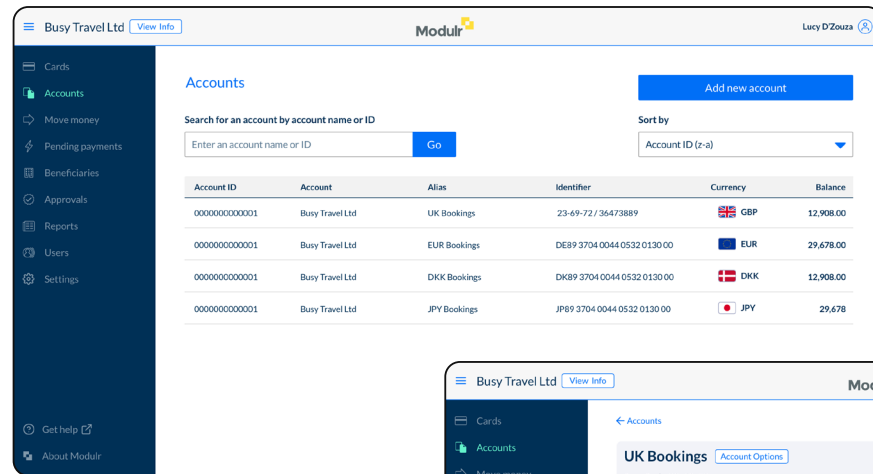 Busy Travel Ltd View Info Modulr Lucy D'Zouza
Cards
Accounts
Move money
Pending payments
Beneficiaries
Approvals
Reports
Users
Settings
Get help
About Modulr
Accounts
Add new account
Search for an account by account name or ID
Sort by
Enter an account name or ID Go
Account ID (z-a)
Account ID Account Alias Identifier Currency Balance
0000000000001 Busy Travel Ltd UK Bookings 23-69-72 / 36473889 GBP 12,908.00
0000000000001 Busy Travel Ltd EUR Bookings DE89 3704 0044 0532 0130 00 EUR 29,678.00
0000000000001 Busy Travel Ltd DKK Bookings DK89 3704 0044 0532 0130 00 DKK 12,908.00
0000000000001 Busy Travel Ltd JPY Bookings JP89 3704 0044 0532 0130 00 JPY 29,678
Busy Travel Ltd View Info Mod
Cards
Accounts
Move money
Accounts
UK Bookings Account Options